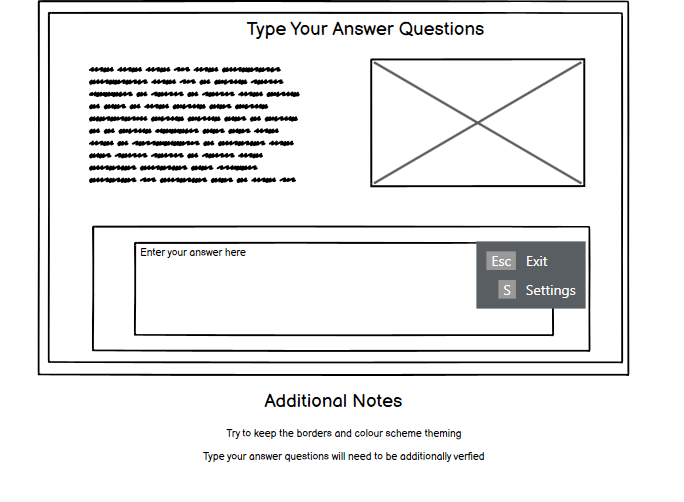 Type Your Answer Questions
Enter your answer here
Esc Exit
S Settings
Additional Notes
Try to keep the borders and colour scheme theming
Type your answer questions will need to be additionally verfied